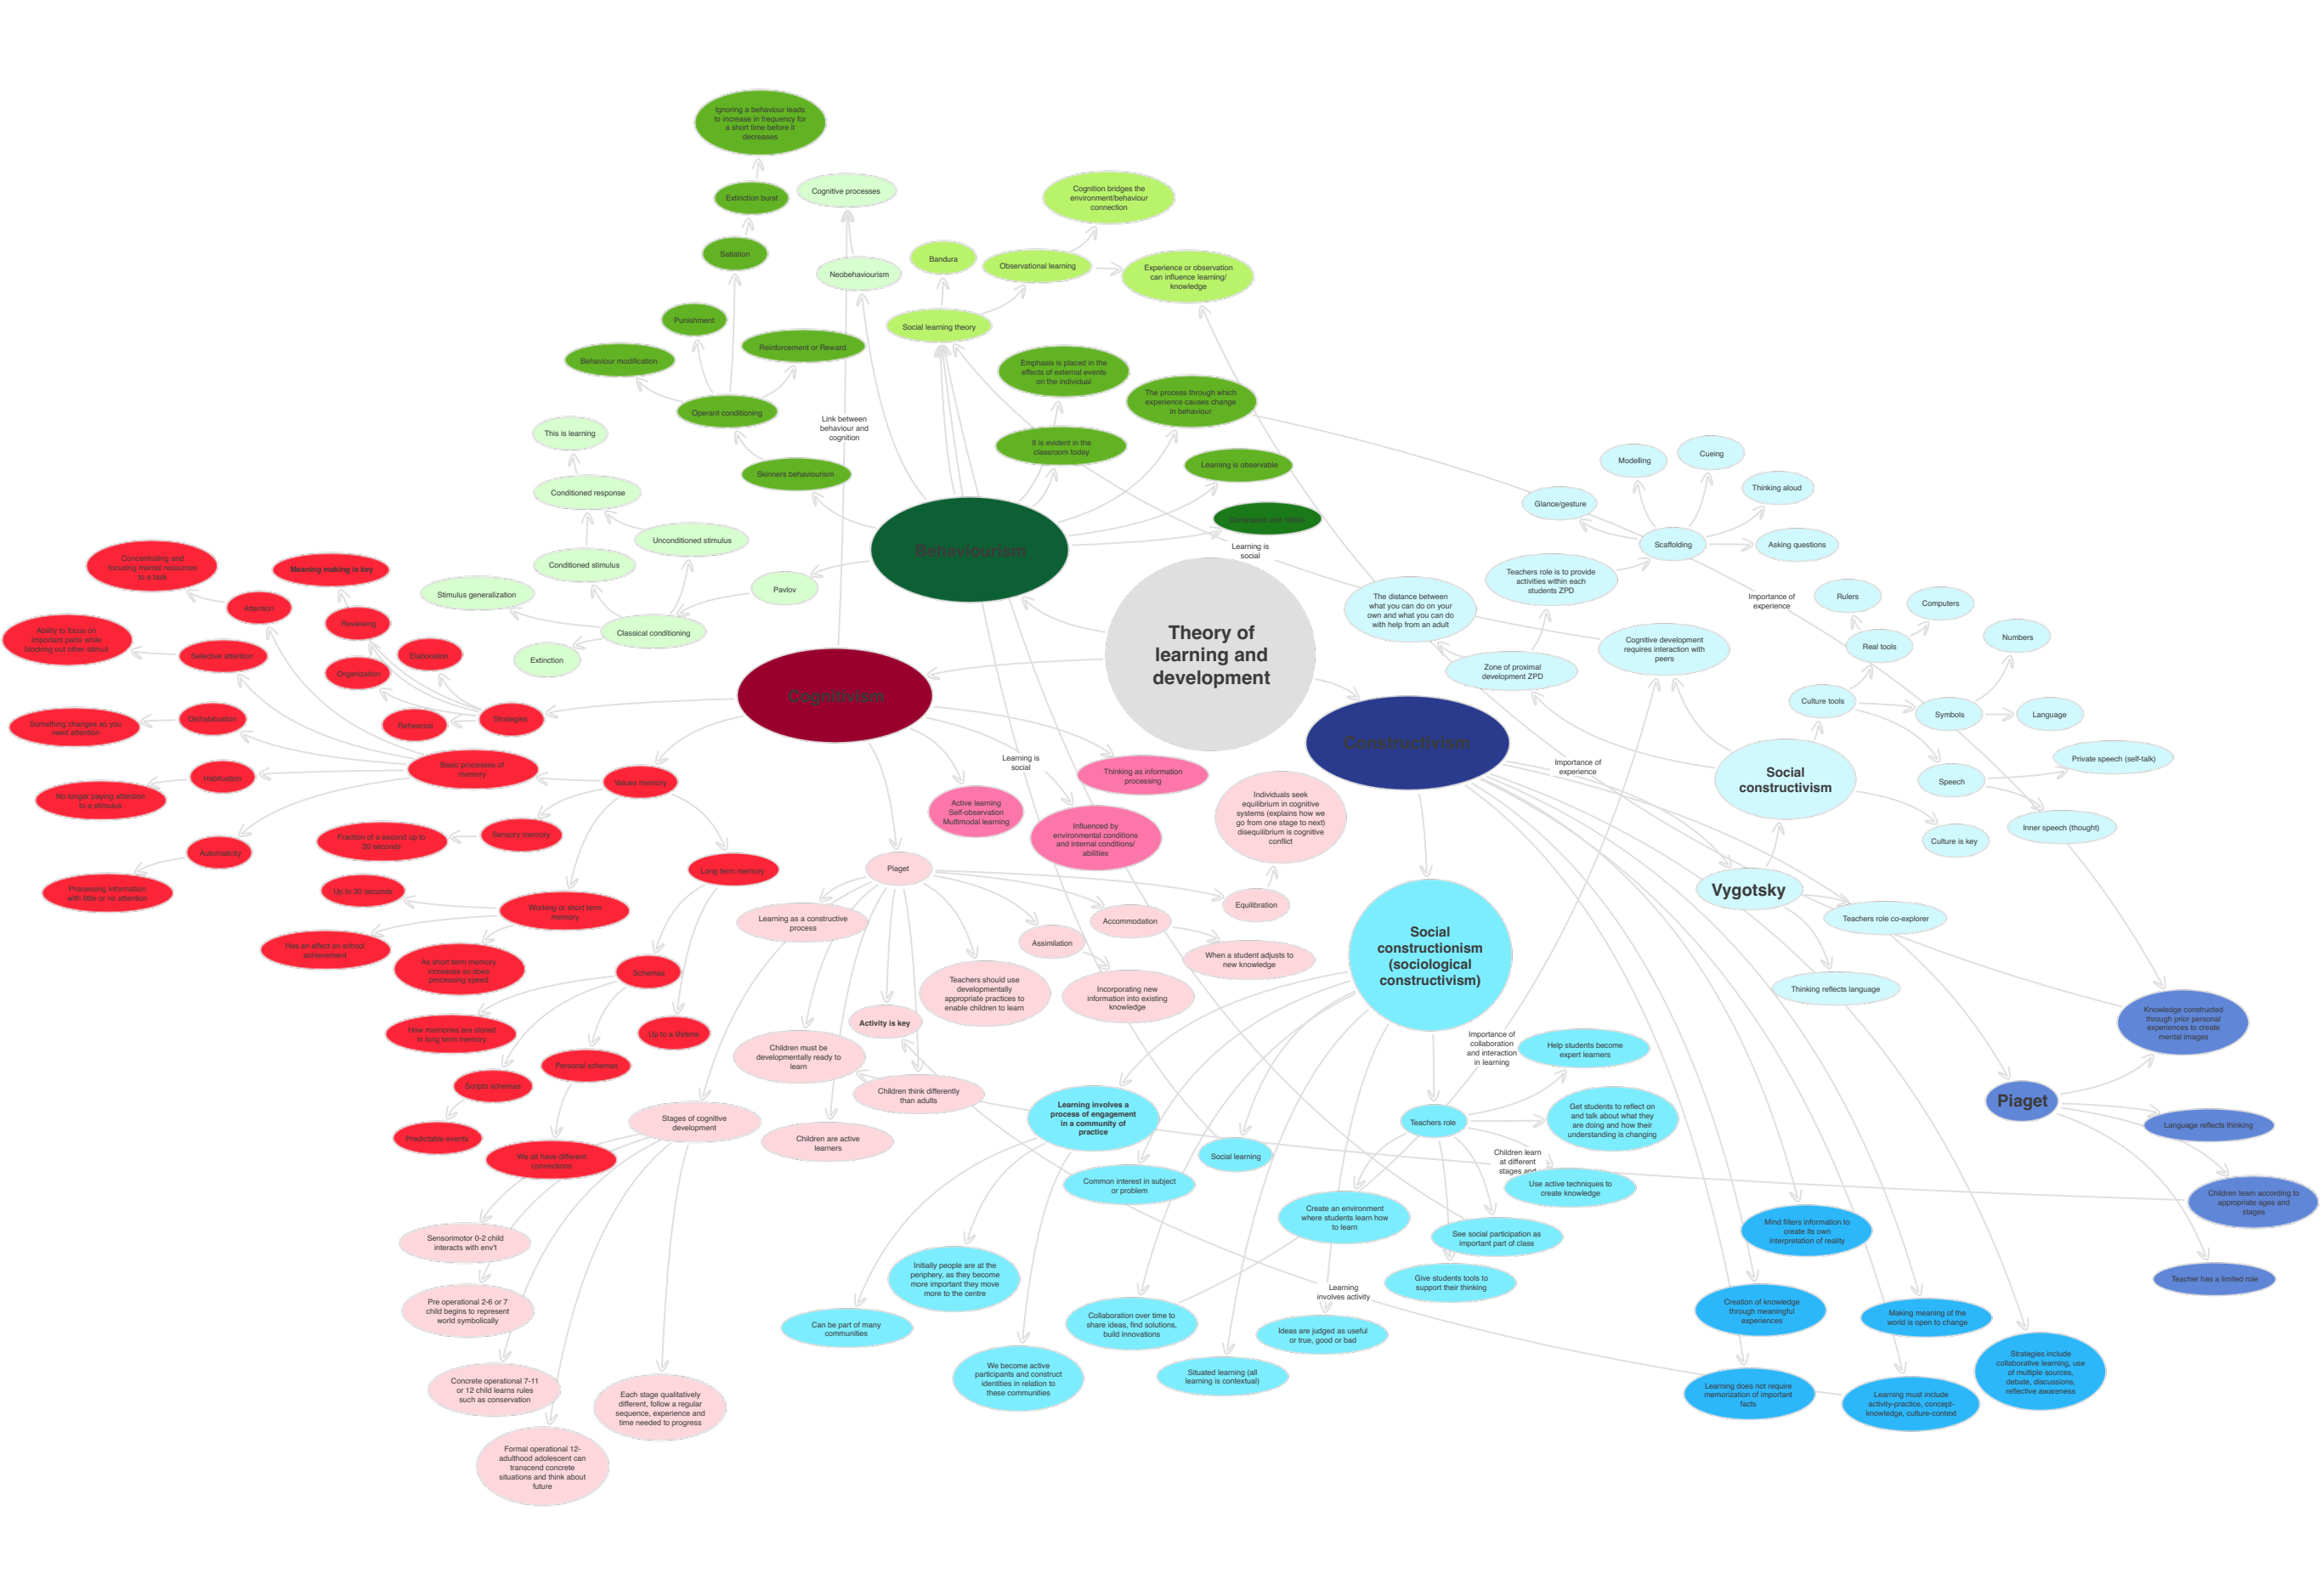 Ignoring a behaviour leads
to increase in frequency for
a short time before it
decreases
Extinction burst
Cognitive processes
Cognition bridges the
environment/behaviour
connection
Satiation
Bandura
Observational learning
Experience or observation
can influence learning/
knowledge
Neobehaviourism
Punishment
Social learning theory
Behaviour modification
Reinforcement or Reward
Emphasis is placed in the
effects of external events
on the individual
The process through which
experience causes change
in behaviour
Operant conditioning
Link between
behaviour and
cognition
This is learning
It is evident in the
classroom today
Skinners behaviourism
Learning is observable
Conditioned response
Modelling
Cueing
Thinking aloud
Glance/gesture
Dominated until 1950s
Unconditioned stimulus
Behaviourism
Learning is
social
Scaffolding
Asking questions
Conditioned stimulus
Concentrating and
focusing mental resources
to a task
Meaning making is key
Stimulus generalization
Pavlov
Teachers role is to provide
activities within each
students ZPD
The distance between
what you can do on your
own and what you can do
with help from an adult
Importance of
experience
Rulers
Computers
Attention
Reviewing
Classical conditioning
Ability to focus on
important parts while
blocking out other stimuli
Selective attention
Elaboration
Extinction
Theory of
learning and
development
Cognitive development
requires interaction with
peers
Real tools
Numbers
Organization
Zone of proximal
development ZPD
Cognitivism
Culture tools
Symbols
Language
Something changes so you
need attention
Dishabituation
Rehearsal
Strategies
Constructivism
Basic processes of
memory
Values memory
Learning is
social
Thinking as information
processing
Importance of
experience
Social
constructivism
Private speech (self-talk)
Speech
Habituation
No longer paying attention
to a stimulus
Active learning
Self-observation
Multimodal learning
Influenced by
environmental conditions
and internal conditions/
abilities
Individuals seek
equilibrium in cognitive
systems (explains how we
go from one stage to next)
disequilibrium is cognitive
conflict
Inner speech (thought)
Culture is key
Sensory memory
Fraction of a second up to
30 seconds
Automaticity
Piaget
Long term memory
Processing information
with little or no attention
Up to 30 seconds
Working or short term
memory
Vygotsky
Equilibration
Learning as a constructive
process
Accommodation
Teachers role co-explorer
Has an effect on school
achievement
Assimilation
Social
constructionism
(sociological
constructivism)
When a student adjusts to
new knowledge
As short term memory
increases so does
processing speed
Schemas
Teachers should use
developmentally
appropriate practices to
enable children to learn
Incorporating new
information into existing
knowledge
Thinking reflects language
Knowledge constructed
through prior personal
experiences to create
mental images
How memories are stored
in long term memory
Up to a lifetime
Activity is key
Children must be
developmentally ready to
learn
Importance of
collaboration
and interaction
in learning
Help students become
expert learners
Personal schemas
Scripts schemas
Children think differently
than adults
Piaget
Stages of cognitive
development
Learning involves a
process of engagement
in a community of
practice
Teachers role
Get students to reflect on
and talk about what they
are doing and how their
understanding is changing
Language reflects thinking
Predictable events
Children are active
learners
We all have different
connections
Social learning
Children learn
at different
stages and
Common interest in subject
or problem
Use active techniques to
create knowledge
Children learn according to
appropriate ages and
stages
Create an environment
where students learn how
to learn
See social participation as
important part of class
Mind filters information to
create its own
interpretation of reality
Sensorimotor 0-2 child
interacts with env't
Initially people are at the
periphery, as they become
more important they move
more to the centre
Give students tools to
support their thinking
Teacher has a limited role
Learning
involves activity
Pre operational 2-6 or 7
child begins to represent
world symbolically
Can be part of many
communities
Collaboration over time to
share ideas, find solutions,
build innovations
Ideas are judged as useful
or true, good or bad
Creation of knowledge
through meaningful
experiences
Making meaning of the
world is open to change
Concrete operational 7-11
or 12 child learns rules
such as conservation
Each stage qualitatively
different, follow a regular
sequence, experience and
time needed to progress
We become active
participants and construct
identities in relation to
these communities
Situated learning (all
learning is contextual)
Learning does not require
memorization of important
facts
Learning must include
activity-practice, concept-
knowledge, culture-context
Strategies include
collaborative learning, use
of multiple sources,
debate, discussions,
reflective awareness
Formal operational 12-
adulthood adolescent can
transcend concrete
situations and think about
future